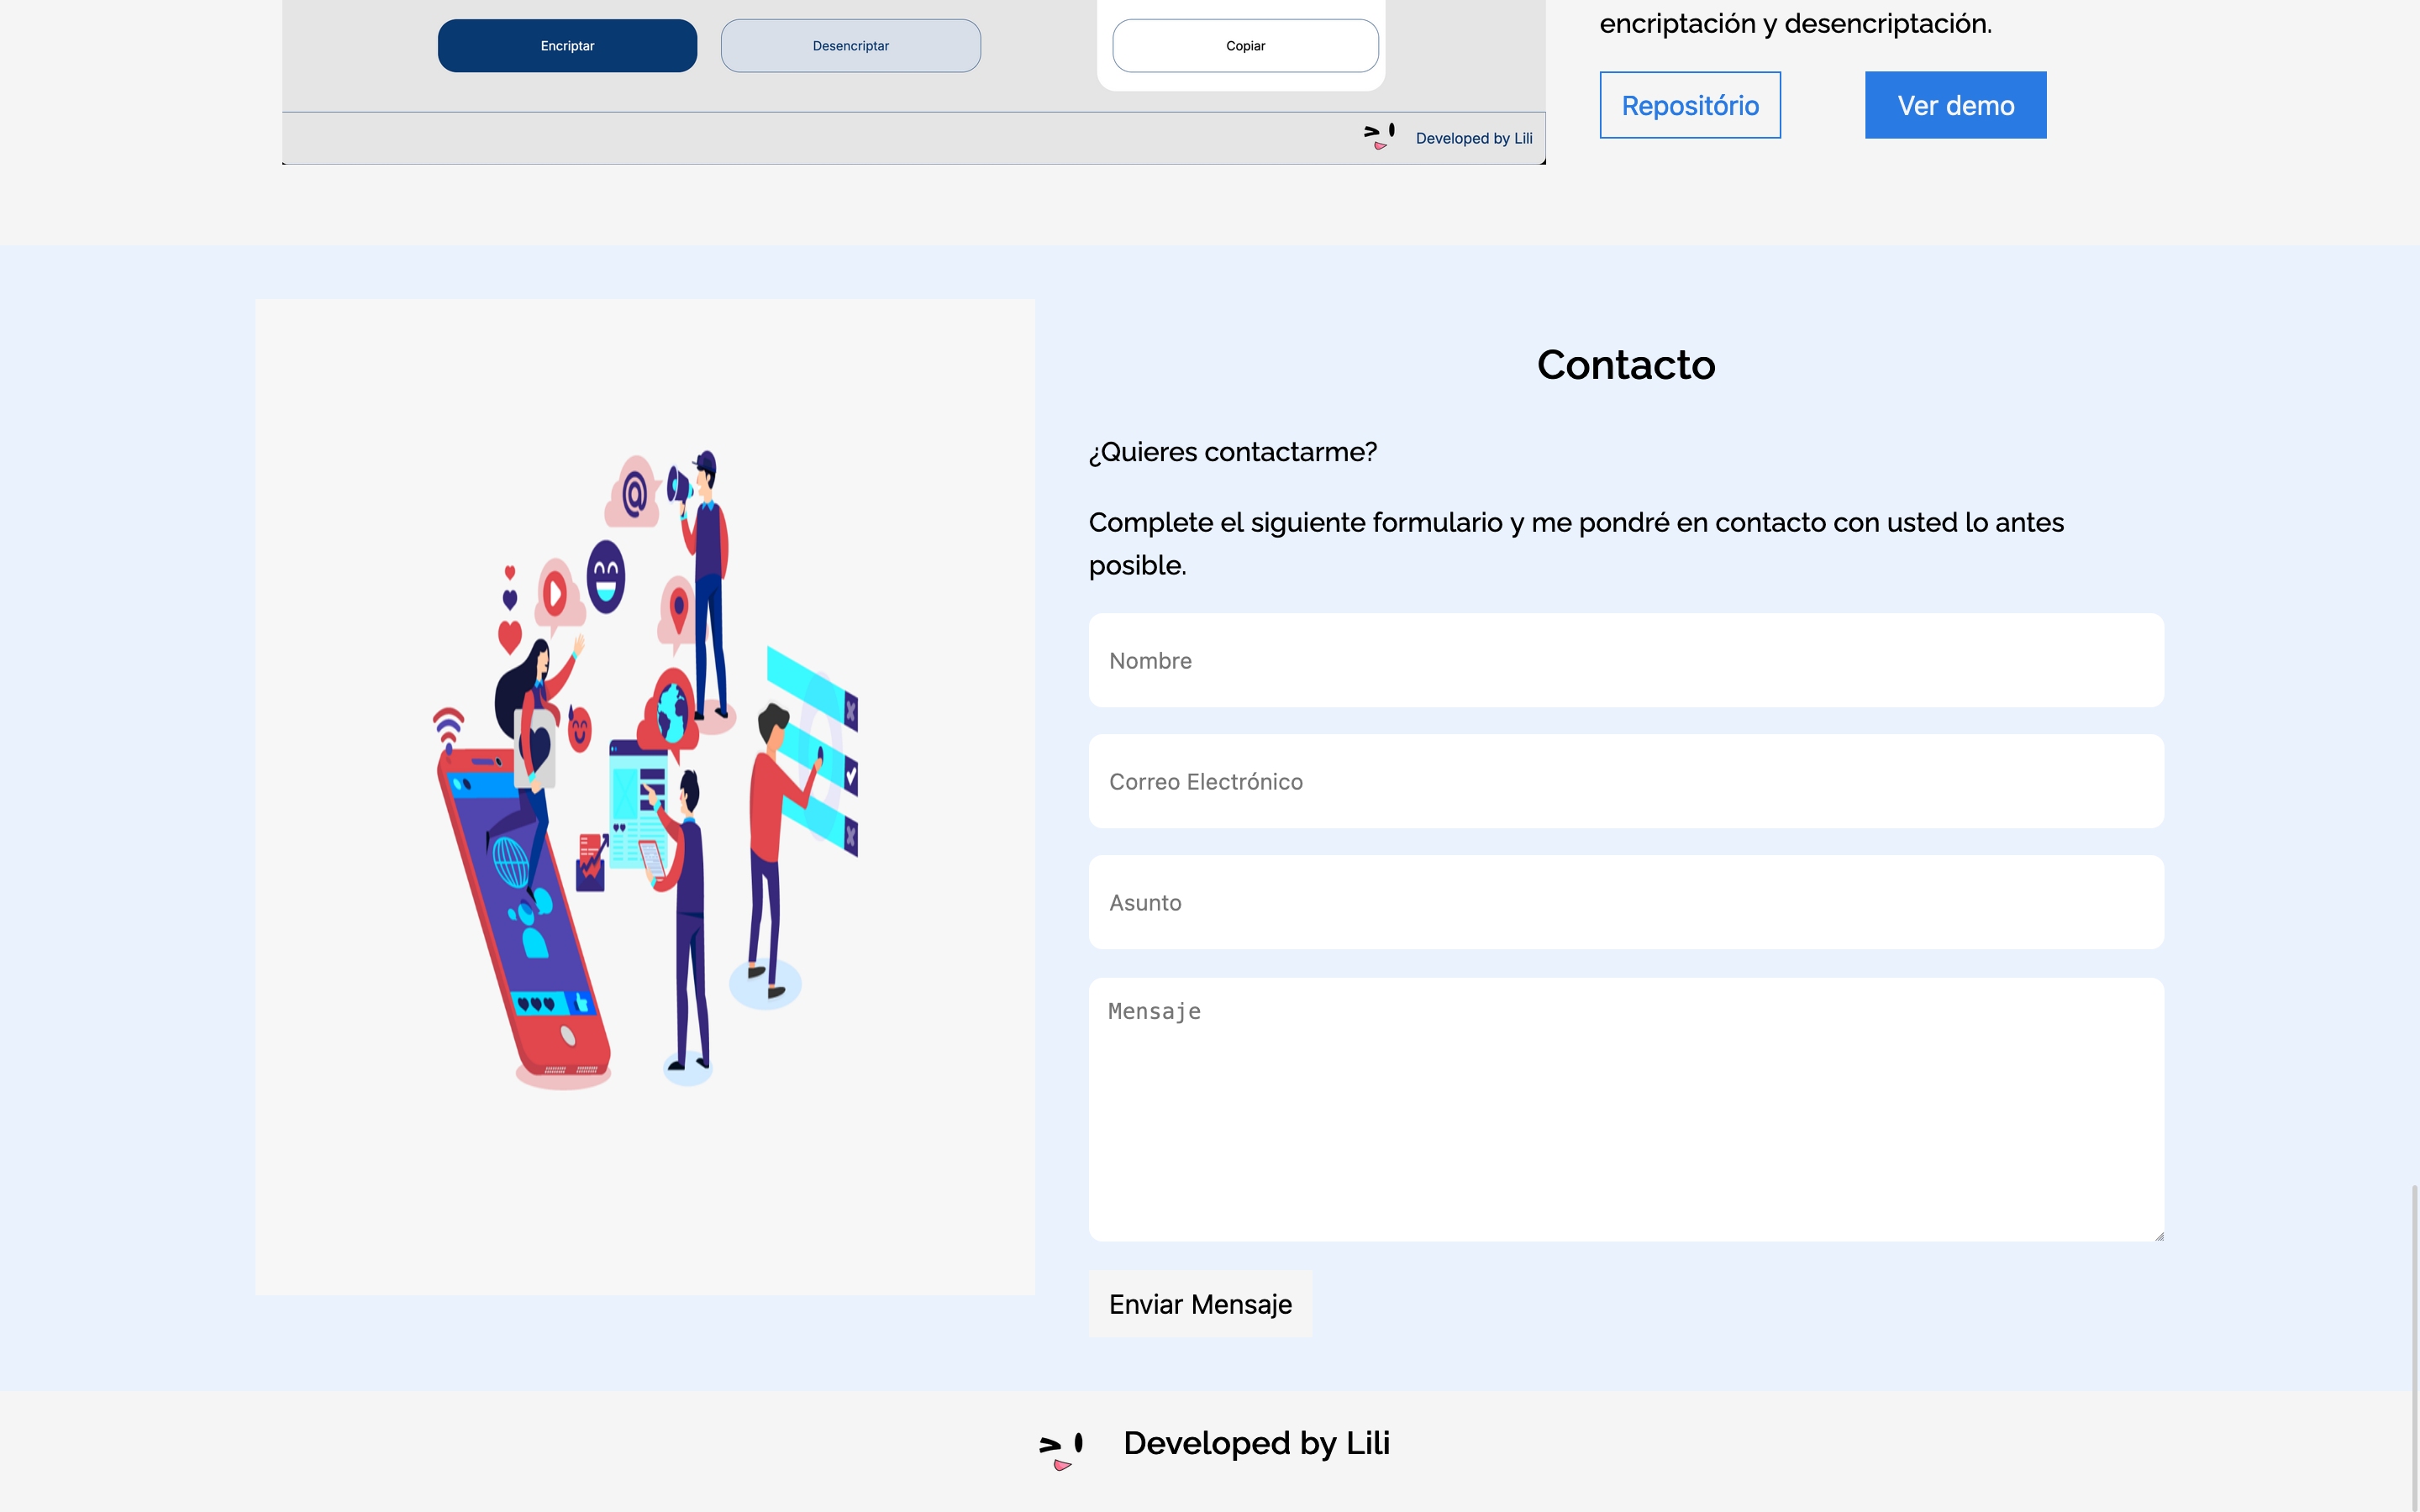 encriptación y desencriptación.
Encriptar
Desencriptar
Copiar
Repositório
Ver demo
Developed by Lili
Contacto
¿Quieres contactarme?
Complete el siguiente formulario y me pondré en contacto con usted lo antes
posible.
Nombre
Correo Electrónico
Asunto
Mensaje
Enviar Mensaje
Developed by Lili